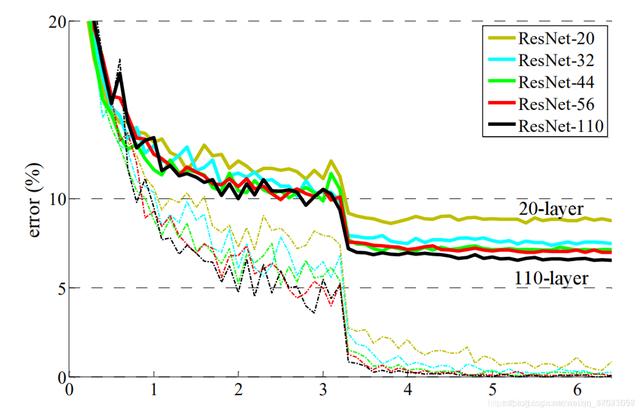 20
ResNet-20
ResNet-32
ResNet-44
ResNet-56
ResNet-110
error (%)
10
20-layer
5
110-layer
0
0 1 2 3 4 5 6